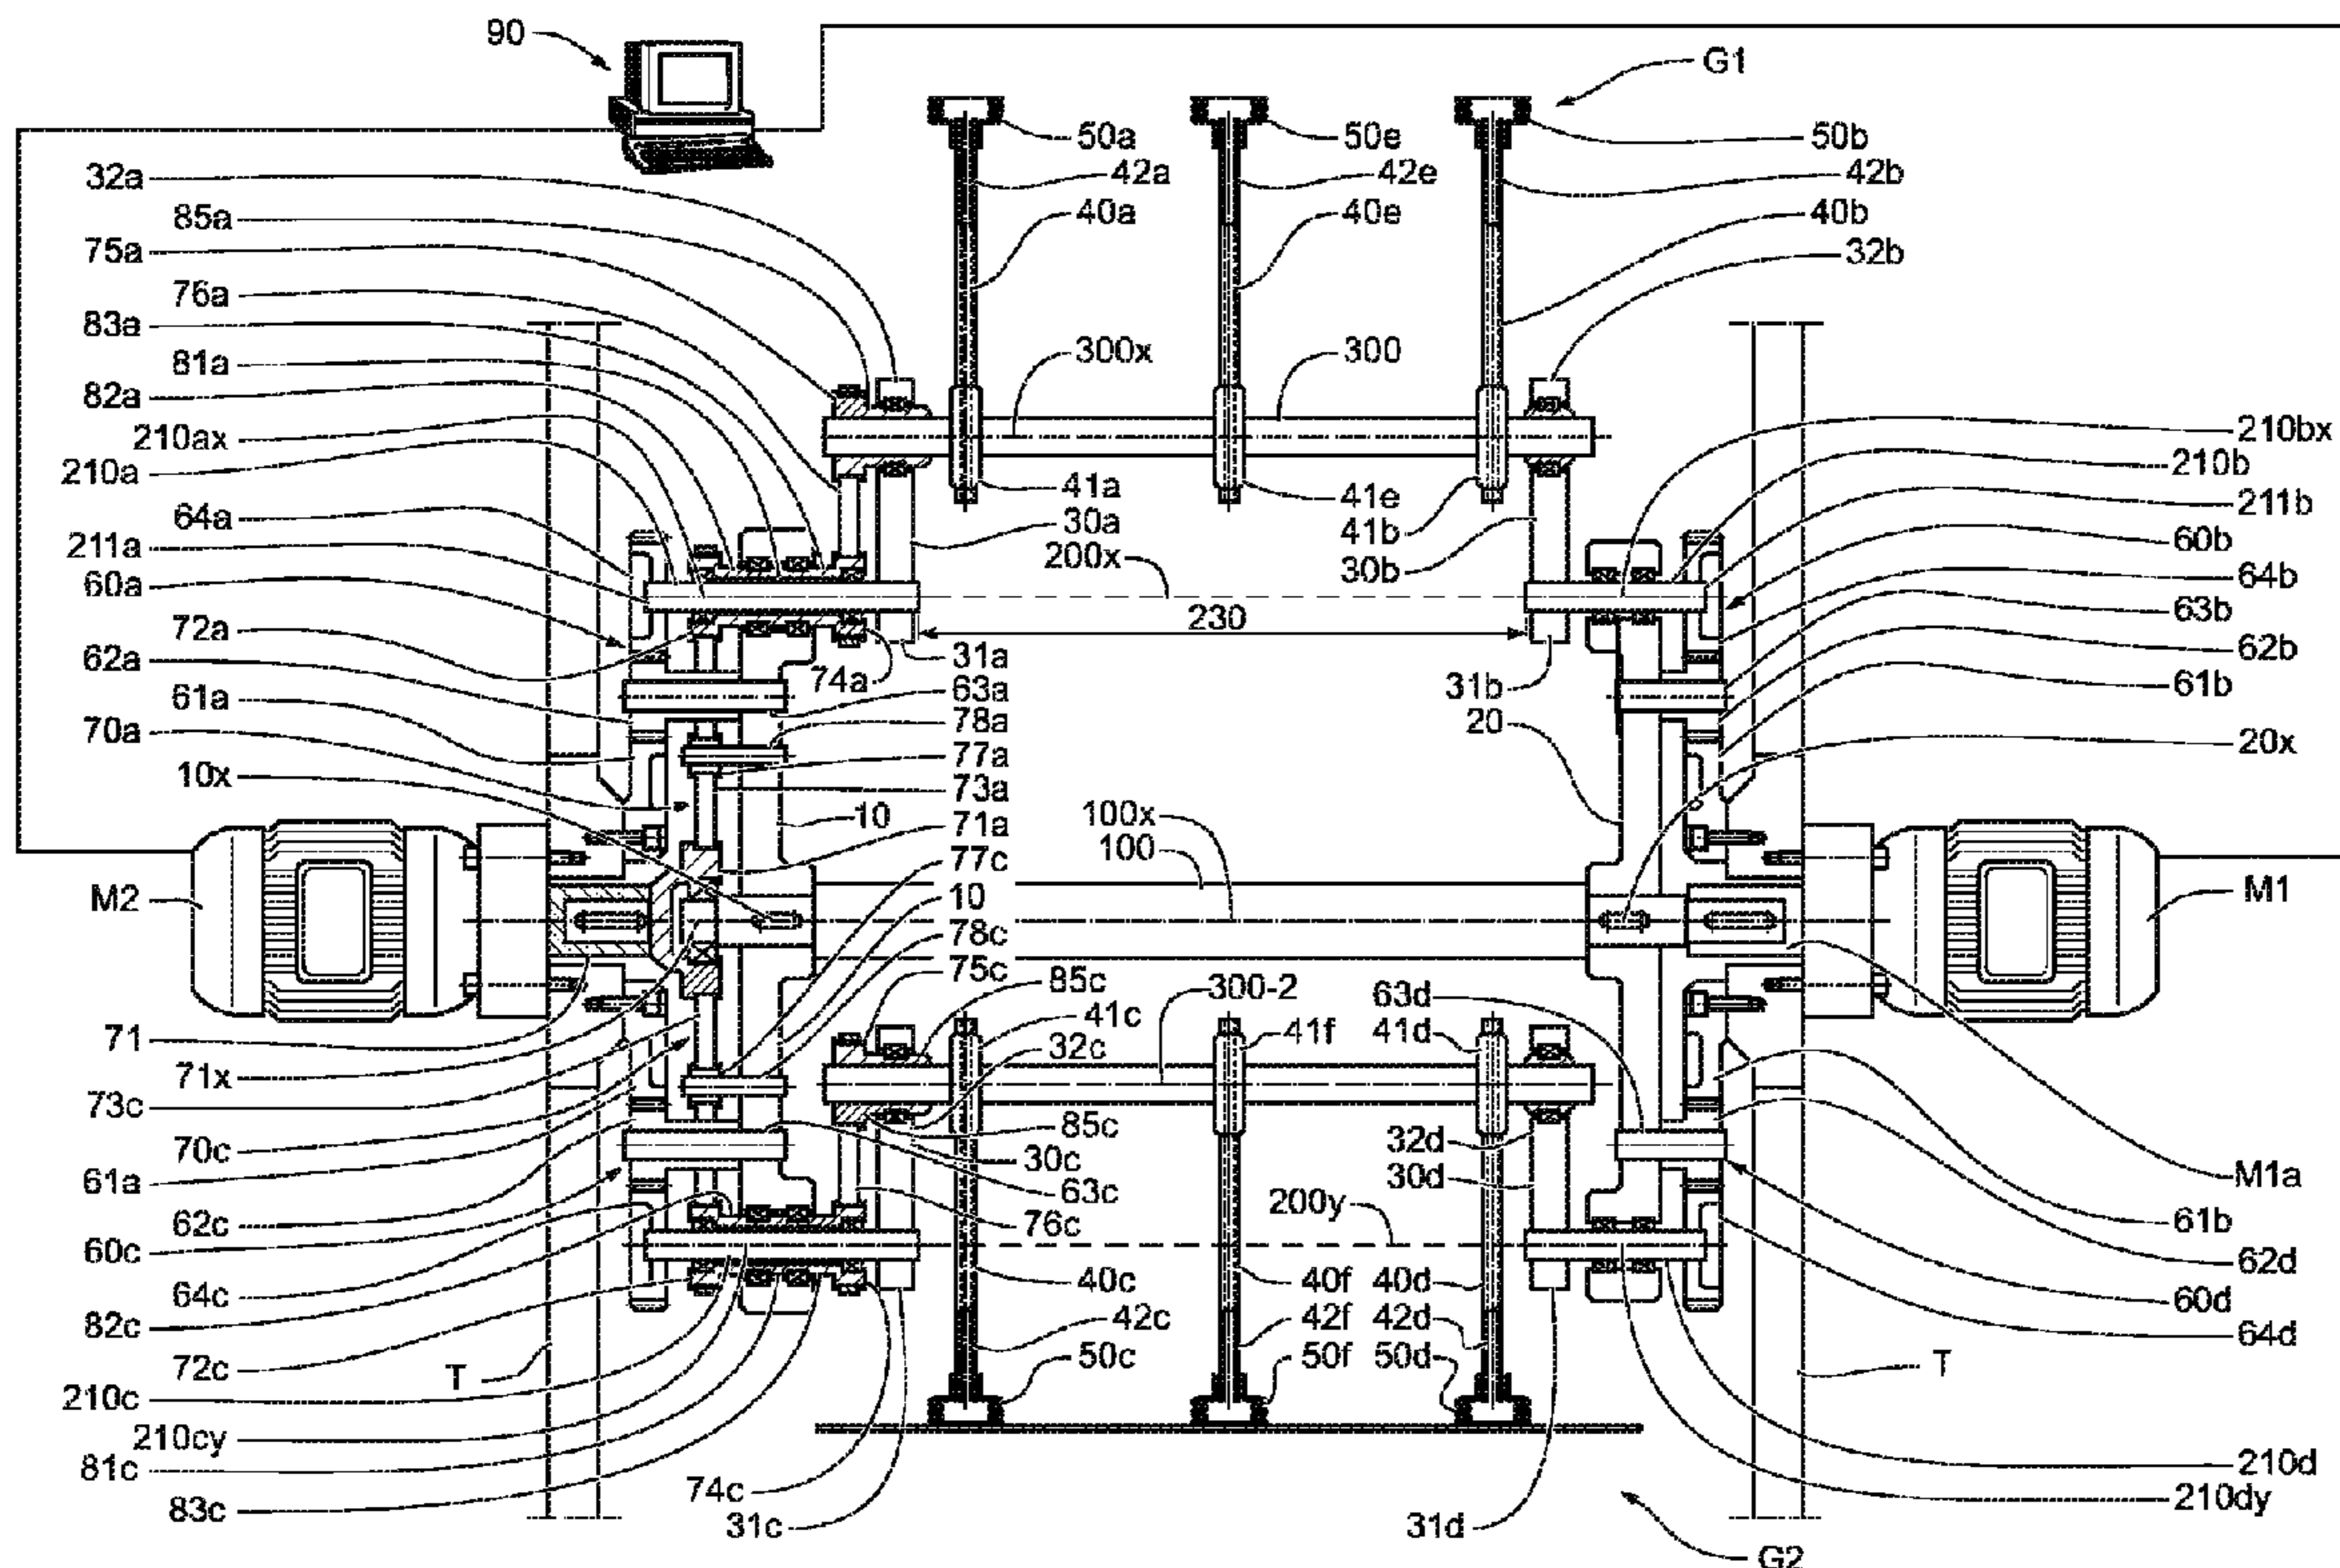 90
G1
50a
50e
50b
32a
42a
42e
42b
85a
40a
40e
40b
75a
32b
76a
83a
81a
300x
300
82a
210ax
210bx
210a
210b
41a
41e
211b
64a
30a
41b
211a
200x
60b
60a
30b
64b
230
63b
72a
31a
62a
74a
63a
31b
62b
61a
78a
20
61b
70a
77a
20x
10x
73a
10
71a
100x
100
77c
M2
10
M1
78c
75c
85c
300-2
63d
71
41c
41f
41d
71x
32c
73c
85c
32d
70c
30c
30d
M1a
61a
63c
62c
76c
200y
61b
60c
62d
64c
40c
40f
40d
60d
82c
42c
42f
42d
64d
72c
T
50c
50f
50d
T
210c
210cy
81c
210d
74c
210dy
83c
31c
31d
G2